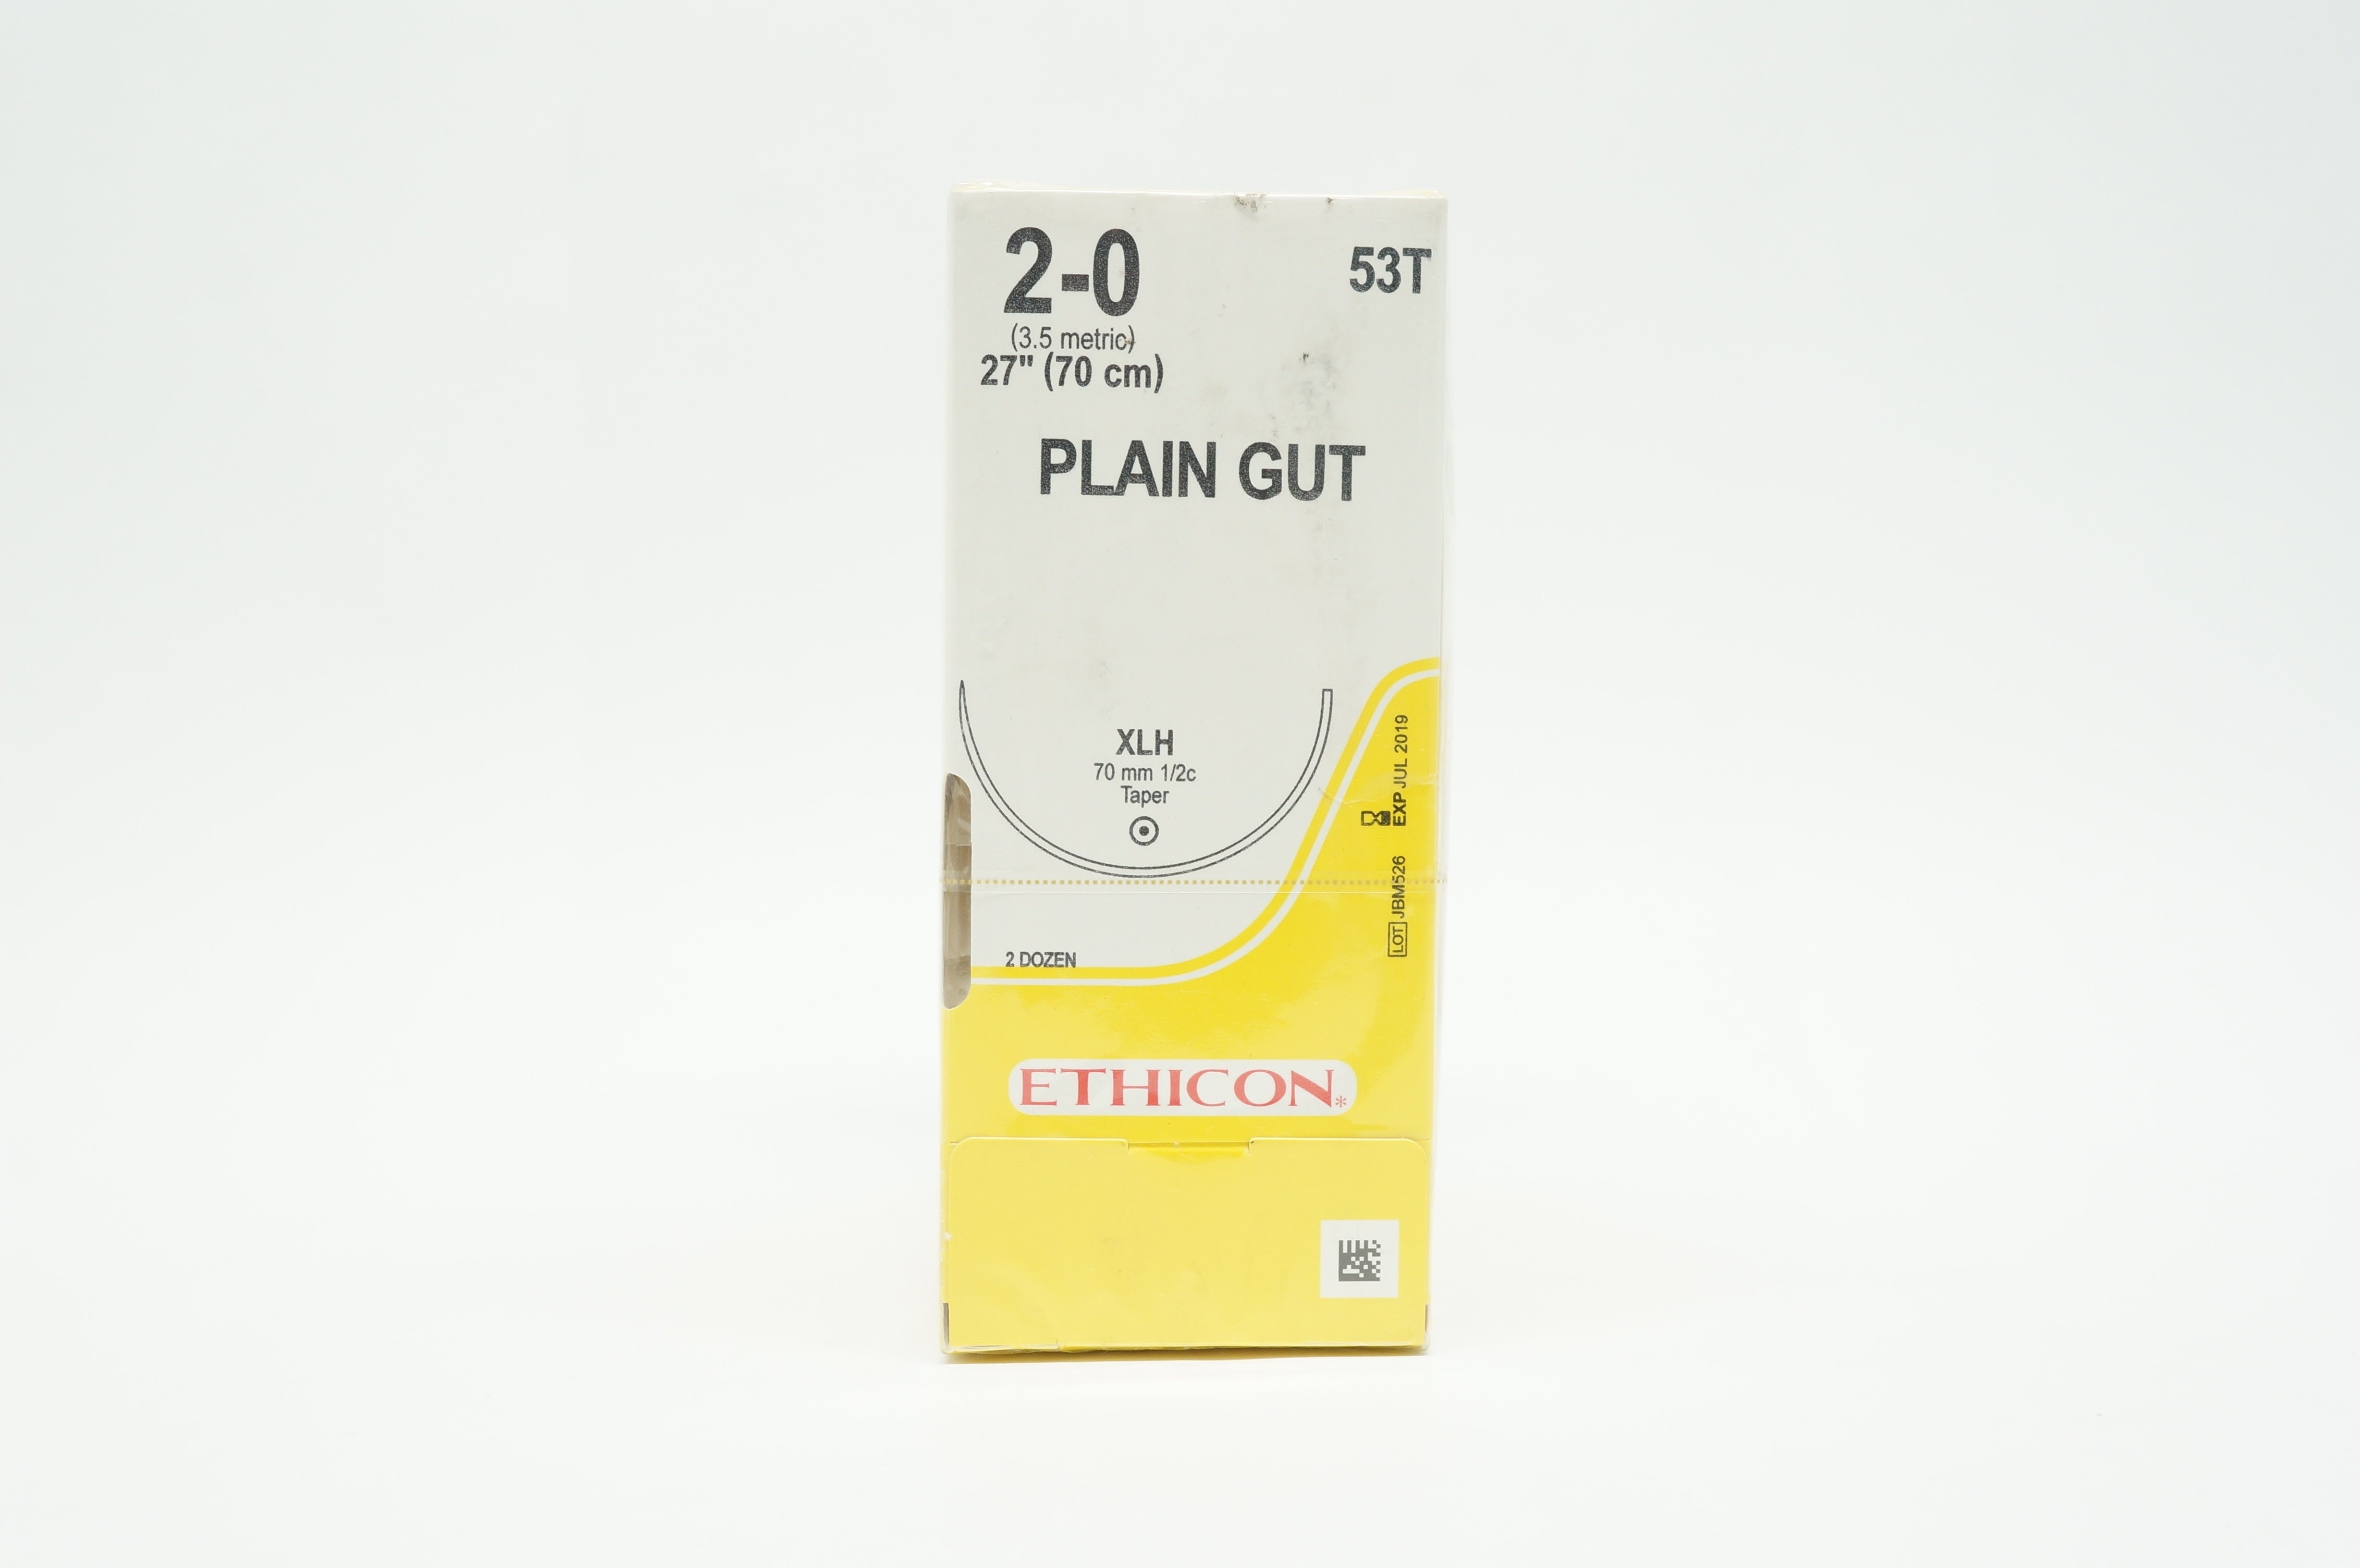 2-0
53T
(3.5 metric)
27" (70 cm)
PLAIN GUT
XLH
70 mm 1/2c
Taper
EXP JUL 2019
LOT JBM526
2 DOZEN
ETHICON*